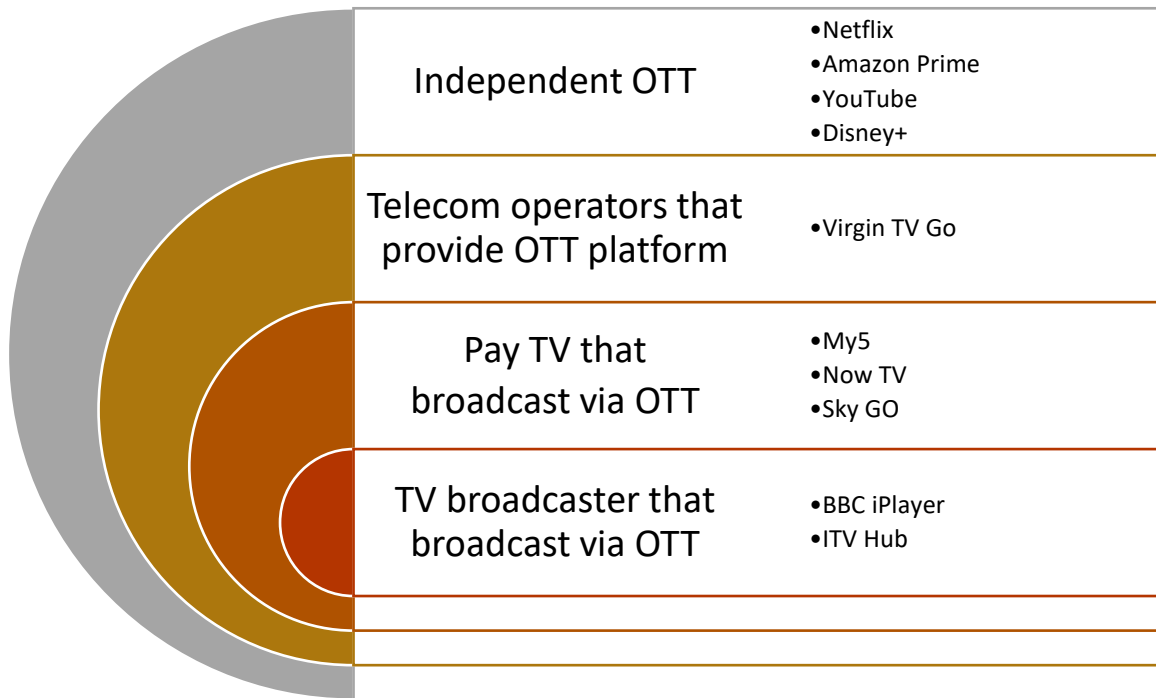 Independent OTT
•Netflix
•Amazon Prime
•YouTube
•Disney+
Telecom operators that
provide OTT platform
•Virgin TV Go
Pay TV that
broadcast via OTT
•My5
•Now TV
•Sky GO
TV broadcaster that
broadcast via OTT
•BBC iPlayer
•ITV Hub